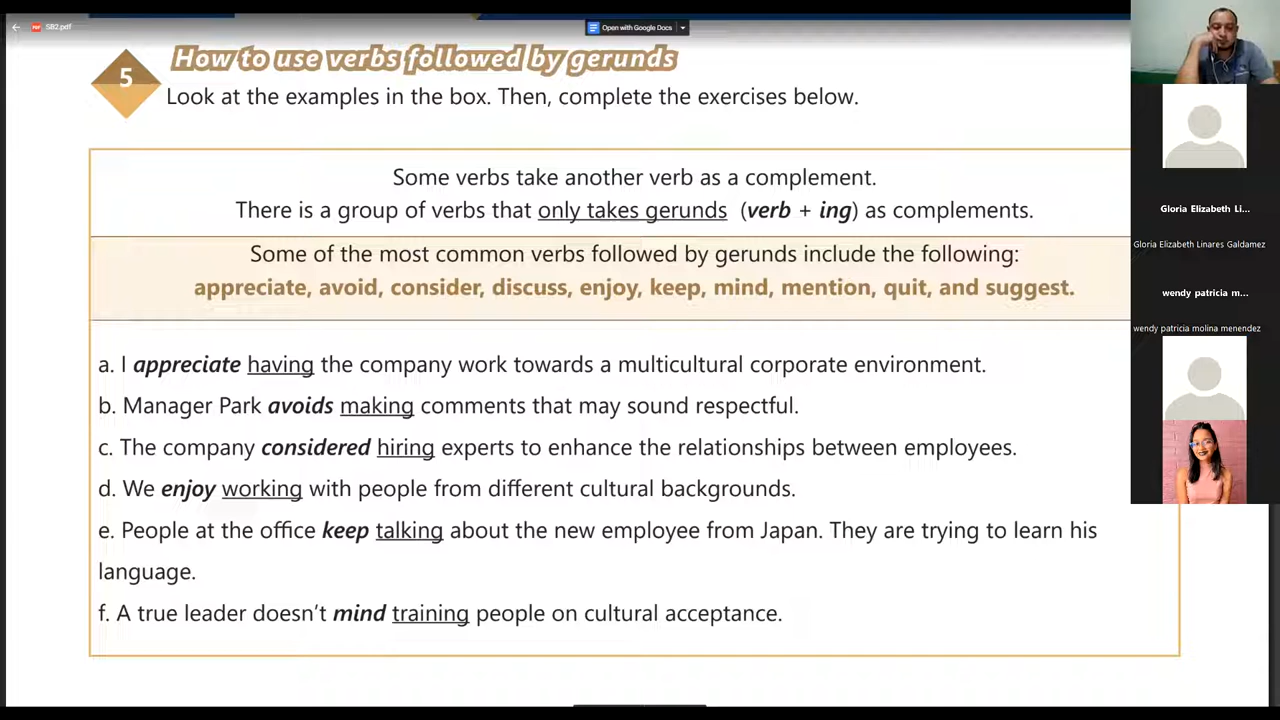 SB2.pdf
Open with Google Docs
5
How to use verbs followed by gerunds
Look at the examples in the box. Then, complete the exercises below.
Some verbs take another verb as a complement.
There is a group of verbs that only takes gerunds (verb + ing) as complements.
Some of the most common verbs followed by gerunds include the following:
appreciate, avoid, consider, discuss, enjoy, keep, mind, mention, quit, and suggest.
a. I appreciate having the company work towards a multicultural corporate environment.
b. Manager Park avoids making comments that may sound respectful.
c. The company considered hiring experts to enhance the relationships between employees.
d. We enjoy working with people from different cultural backgrounds.
e. People at the office keep talking about the new employee from Japan. They are trying to learn his
language.
f. A true leader doesn’t mind training people on cultural acceptance.
Gloria Elizabeth Li...
Gloria Elizabeth Linares Galdamez
wendy patricia m...
wendy patricia molina menendez